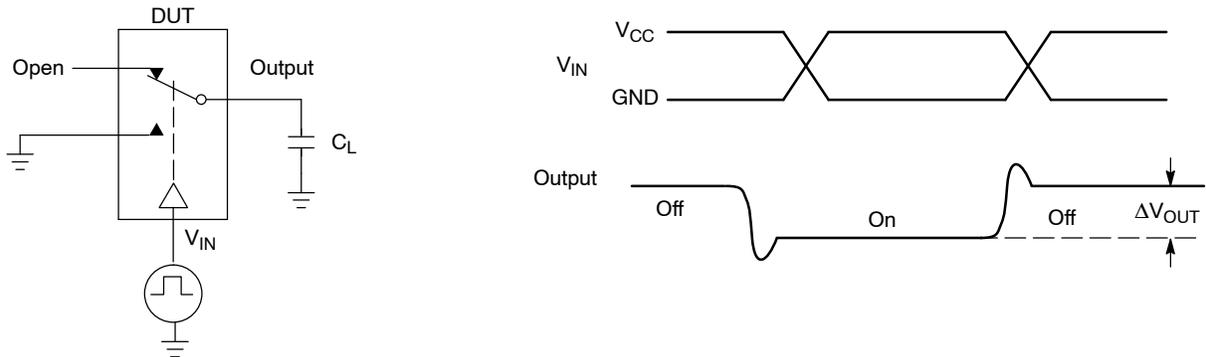 DUT
Open
Output
C_L
V_IN
V_CC
V_IN
GND
Output
Off
On
Off
ΔV_OUT